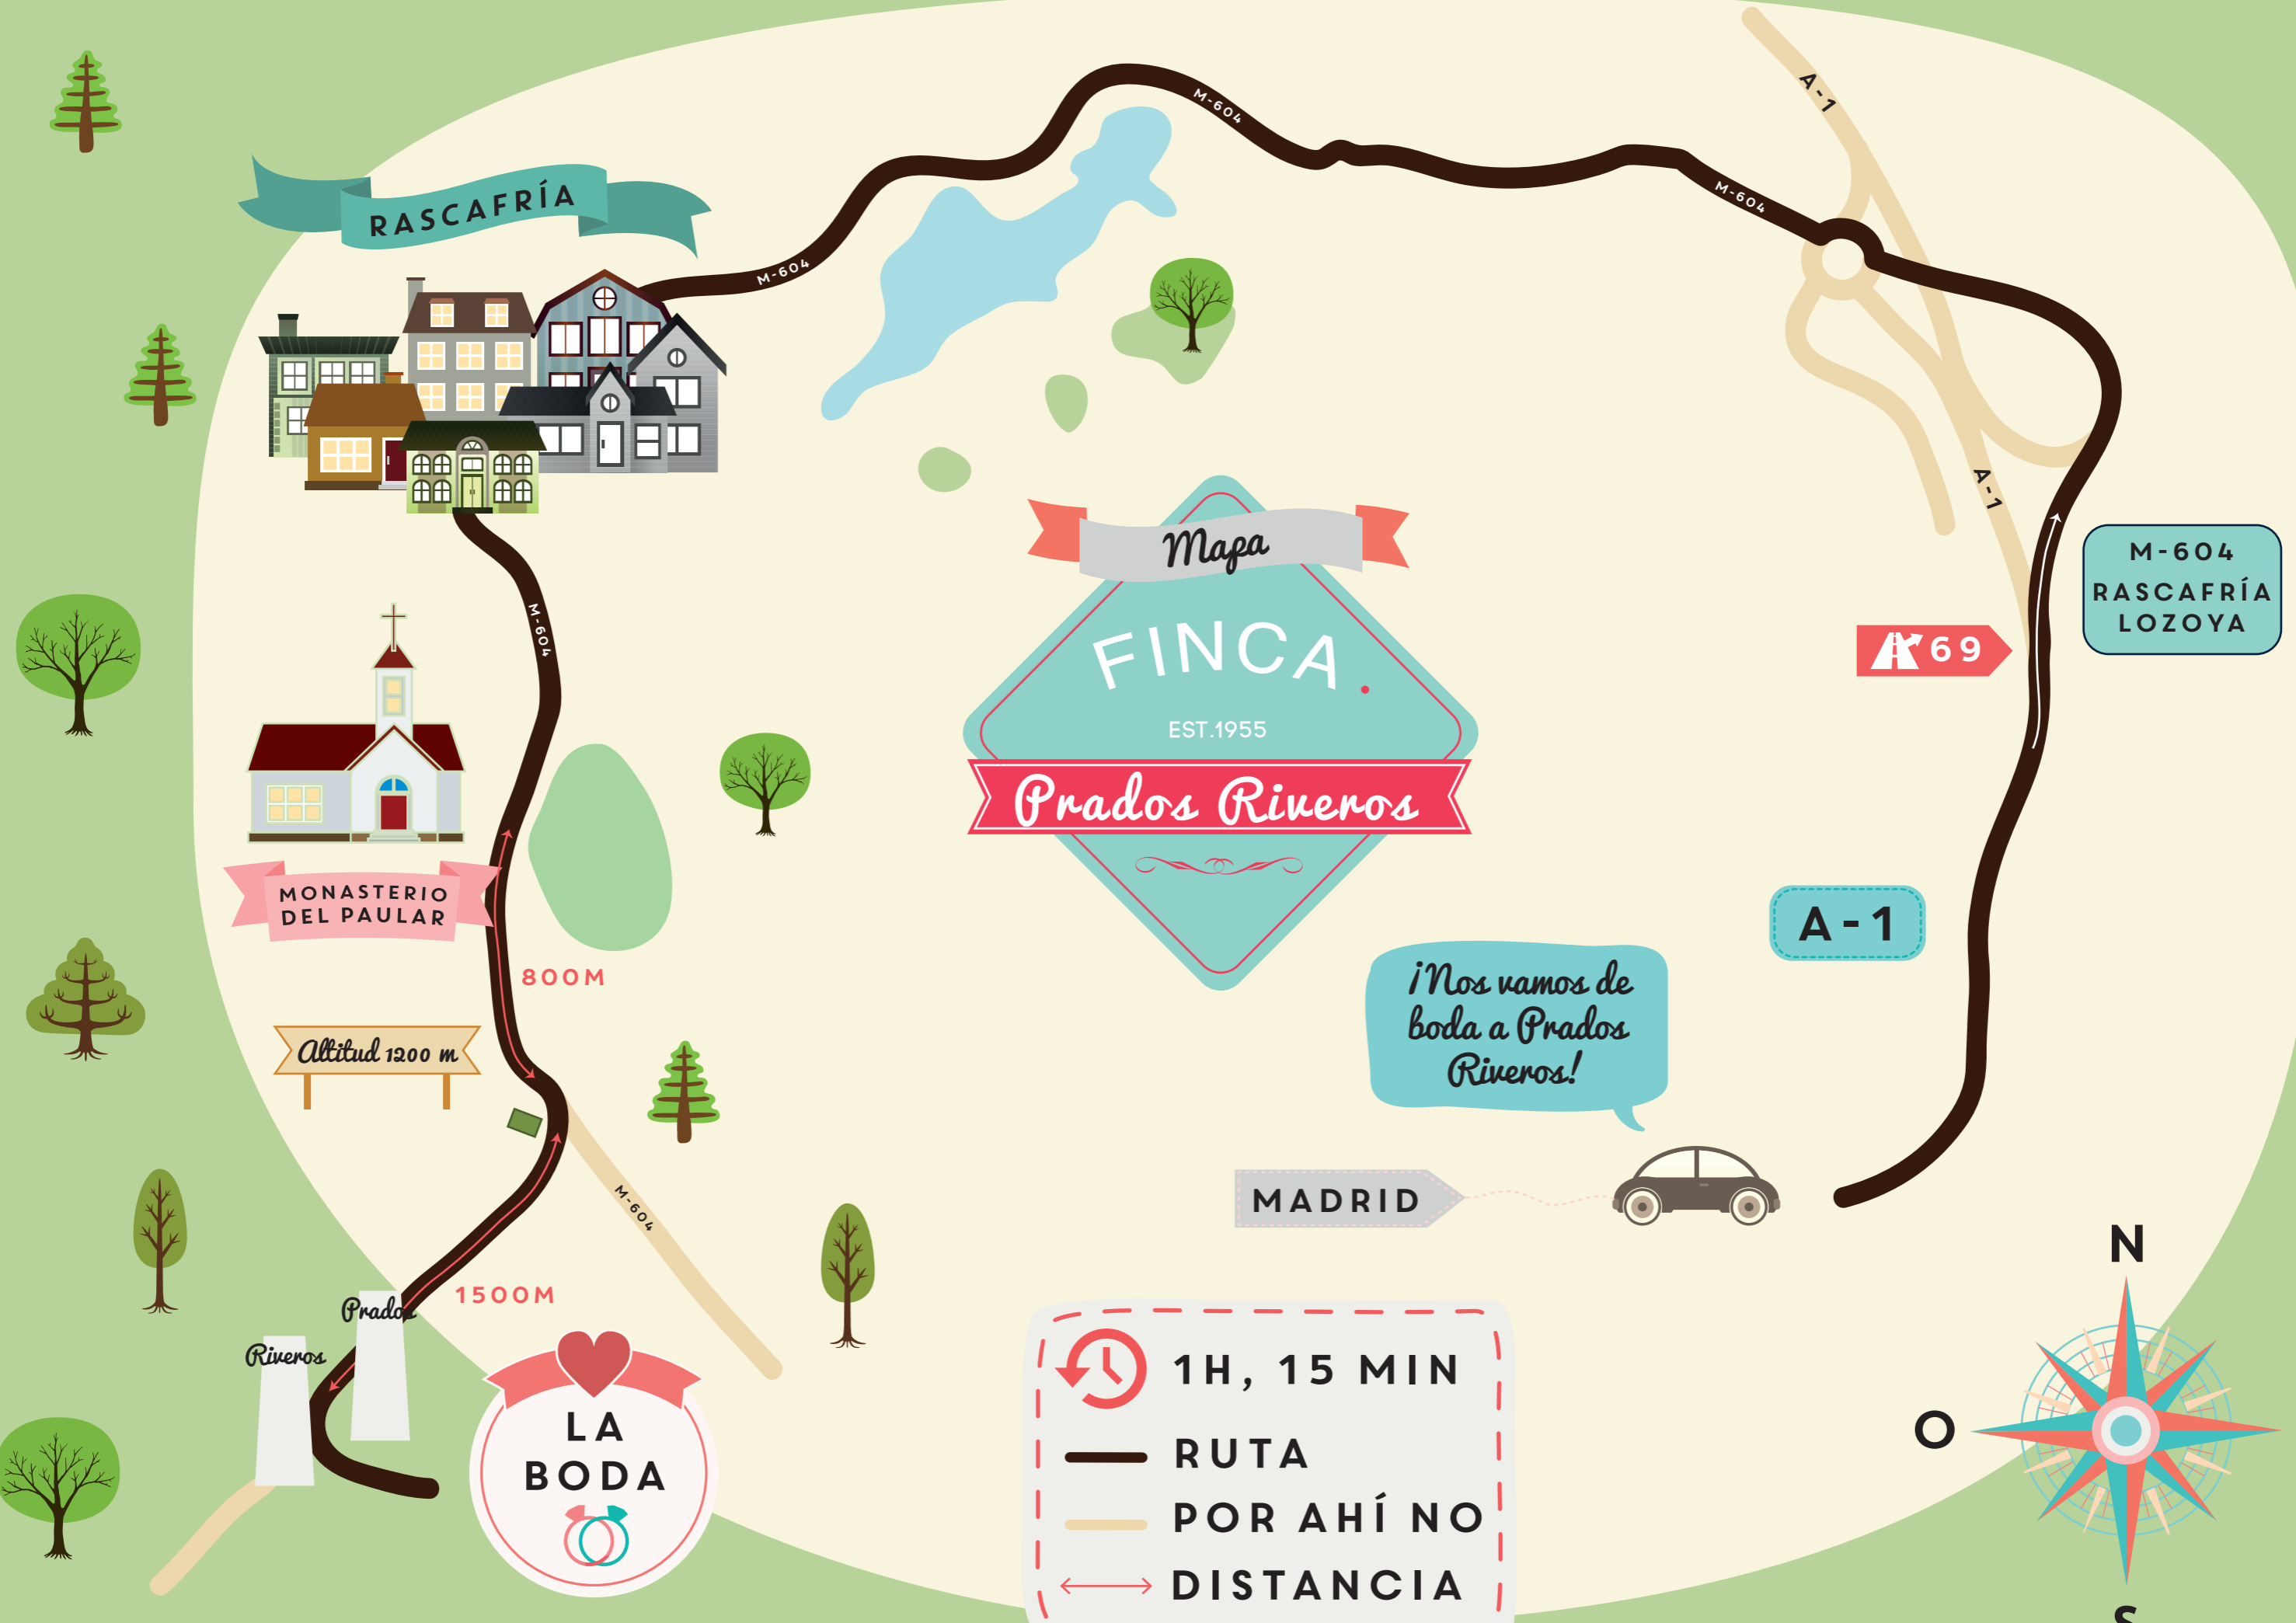 A-1
M-604
M-604
RASCAFRÍA
M-604
A-1
Mapa
M-604
RASCAFRÍA
LOZOYA
69
FINCA
EST.1955
Prados Riveros
M-604
MONASTERIO
DEL PAULAR
800M
A-1
¡Nos vamos de
boda a Prados
Riveros!
Altitud 1200 m
MADRID
M-604
N
1500M
Prados
Riveros
LA
BODA
1H, 15 MIN
RUTA
POR AHÍ NO
DISTANCIA
O
S